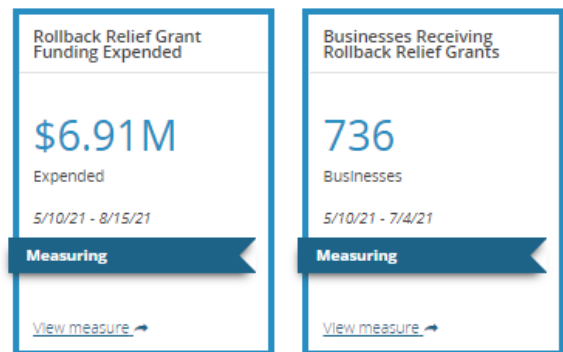 Rollback Relief Grant
Funding Expended
$6.91M
Expended
5/10/21 - 8/15/21
Measuring
View measure
Businesses Receiving
Rollback Relief Grants
736
Businesses
5/10/21 - 7/4/21
Measuring
View measure